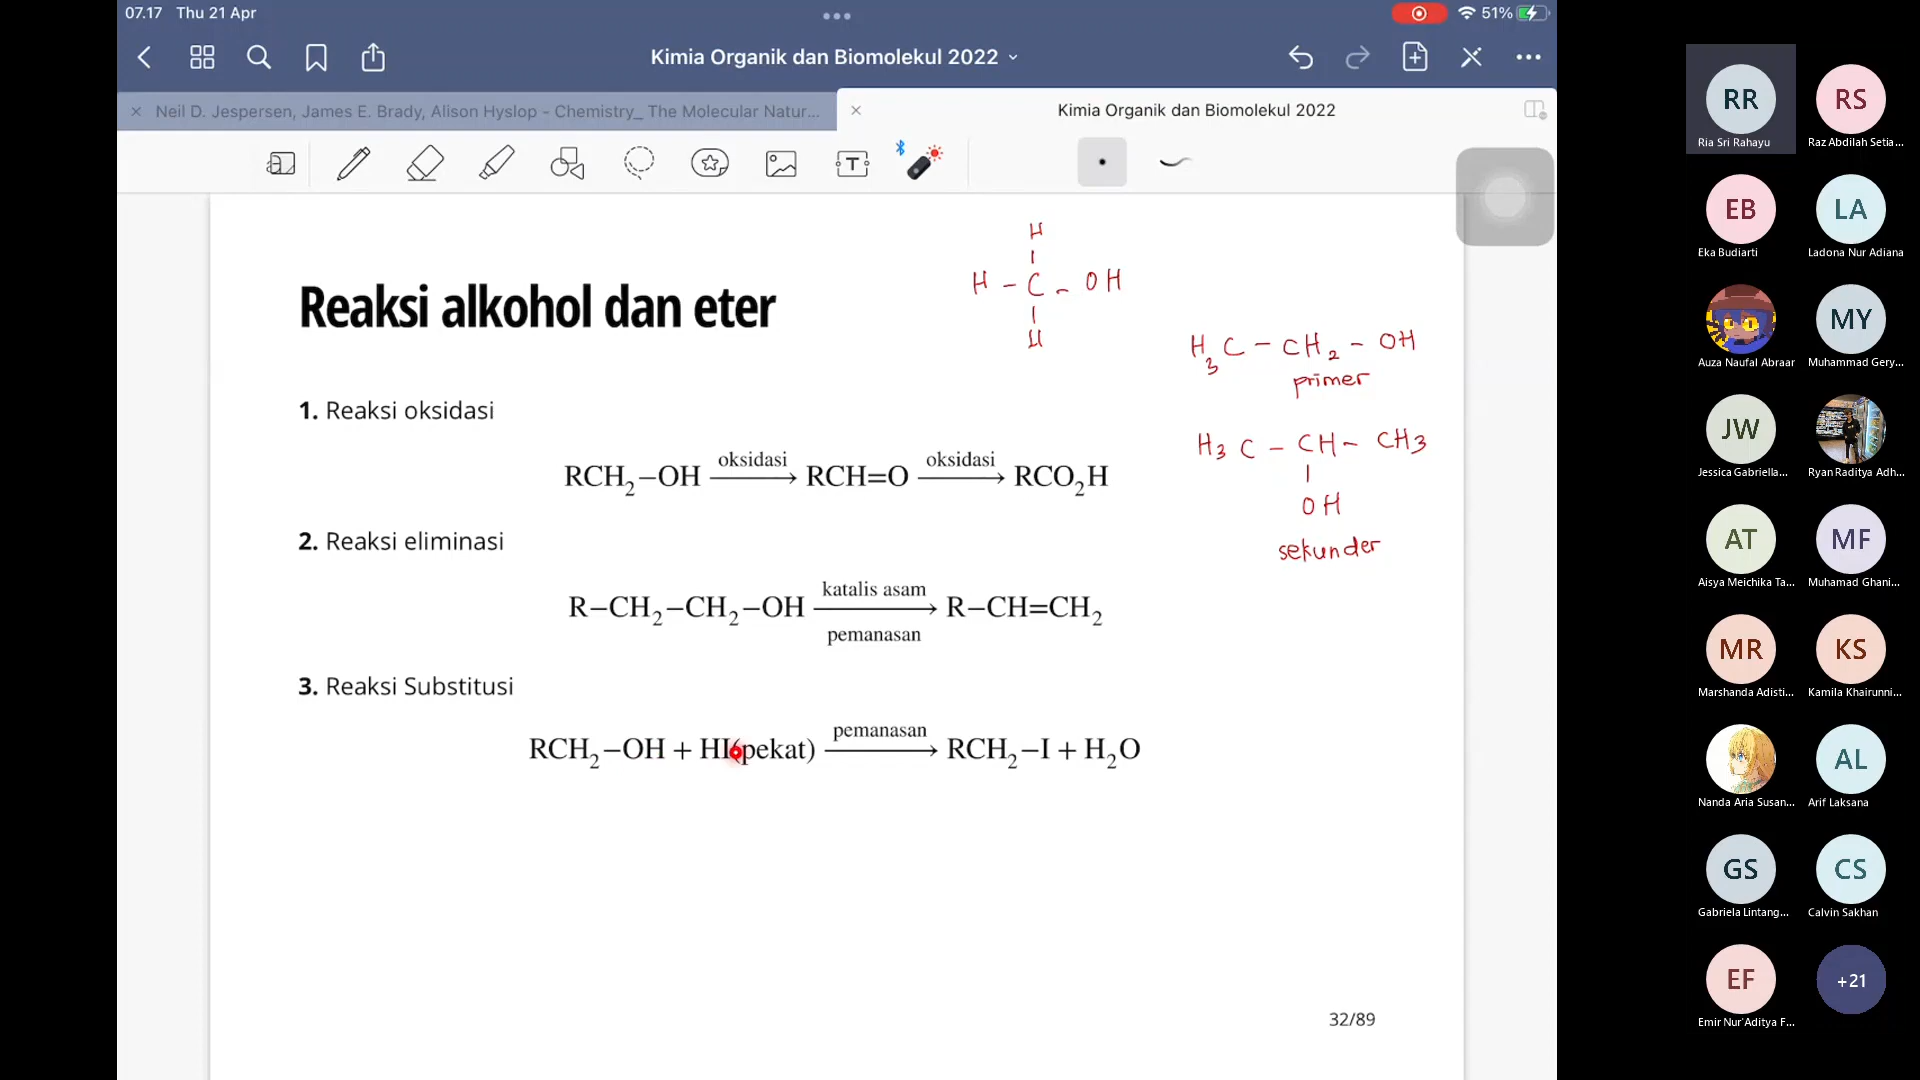 07.17 Thu 21 Apr
51%
Kimia Organik dan Biomolekul 2022
Neil D. Jespersen, James E. Brady, Alison Hyslop - Chemistry_ The Molecular Natur...
Kimia Organik dan Biomolekul 2022
T
Reaksi alkohol dan eter
H
H - C - OH
H
H3C - CH2 - OH
primer
H3C - CH - CH3
OH
sekunder
1. Reaksi oksidasi
oksidasi oksidasi
RCH₂−OH ⟶ RCH=O ⟶ RCO₂H
2. Reaksi eliminasi
katalis asam
R−CH₂−CH₂−OH ⟶ R−CH=CH₂
pemanasan
3. Reaksi Substitusi
pemanasan
RCH₂−OH + HI(pekat) ⟶ RCH₂−I + H₂O
32/89
RR RS
Ria Sri Rahayu Raz Abdilah Setia...
EB LA
Eka Budiarti Ladona Nur Adiana
MY
Auza Naufal Abraar Muhammad Gery...
JW
Jessica Gabriella... Ryan Raditya Adh...
AT MF
Aisya Meichika Ta... Muhamad Ghani...
MR KS
Marshanda Adisti... Kamila Khairunni...
AL
Nanda Aria Susan... Arif Laksana
GS CS
Gabriela Lintang... Calvin Sakhan
EF +21
Emir Nur'Aditya F...